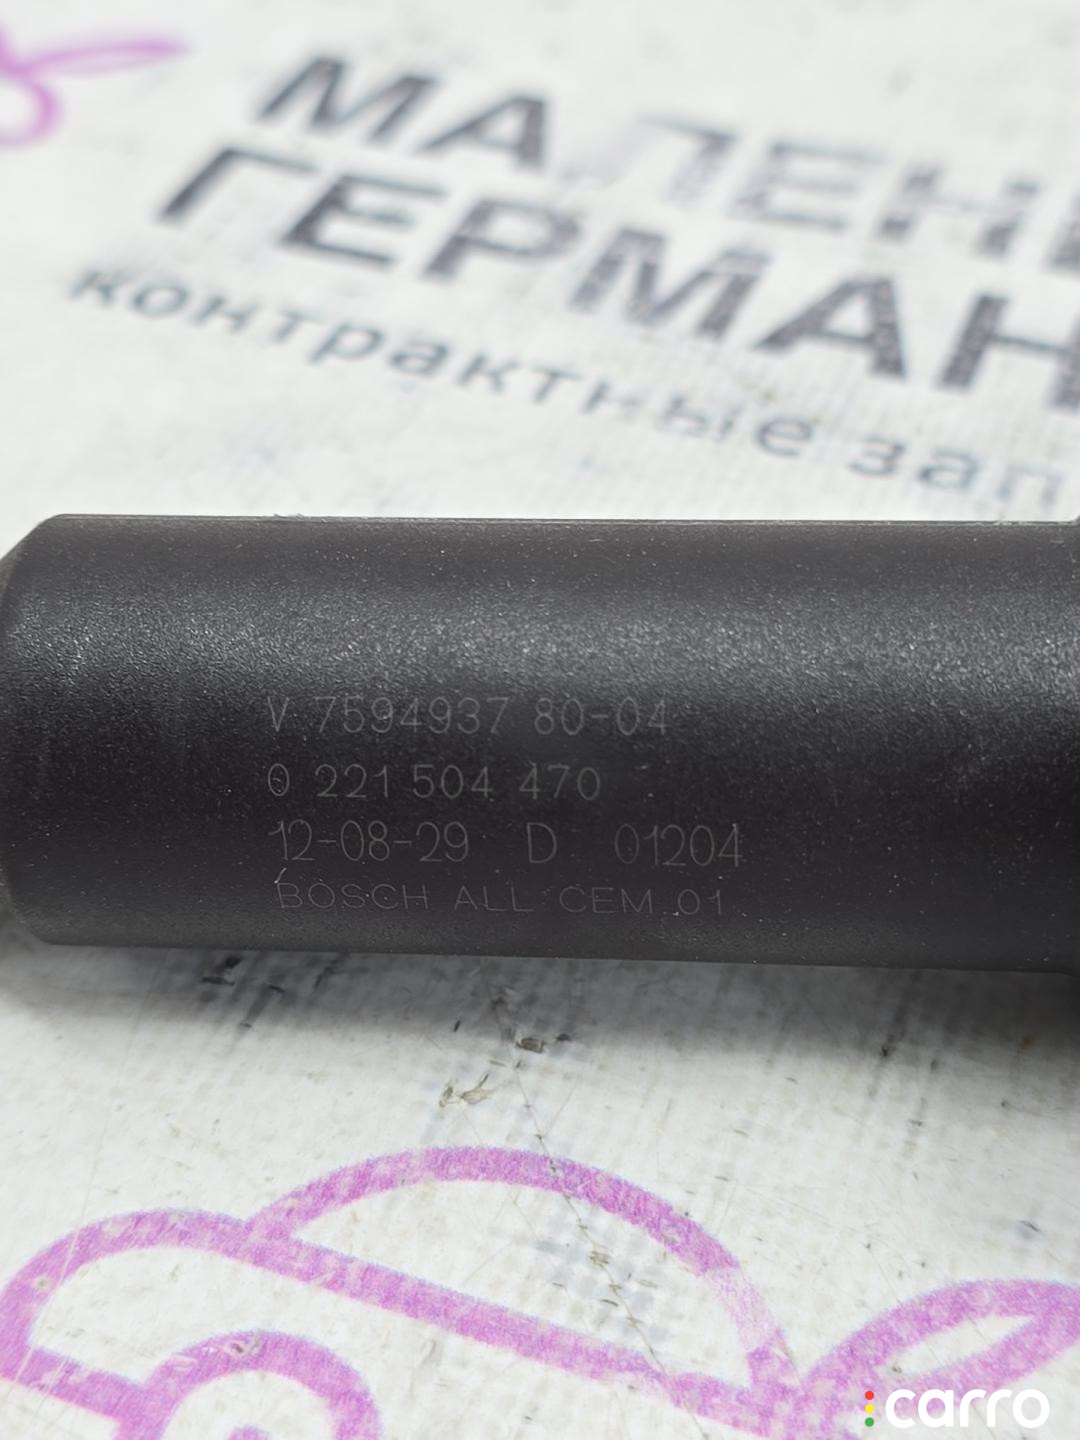 МАЛЕНЬ
ГЕРМАН
контрактные зап
V 7594937 80-04
0 221 504 470
12-08-29 D 01204
BOSCH ALL CEM 01
carro